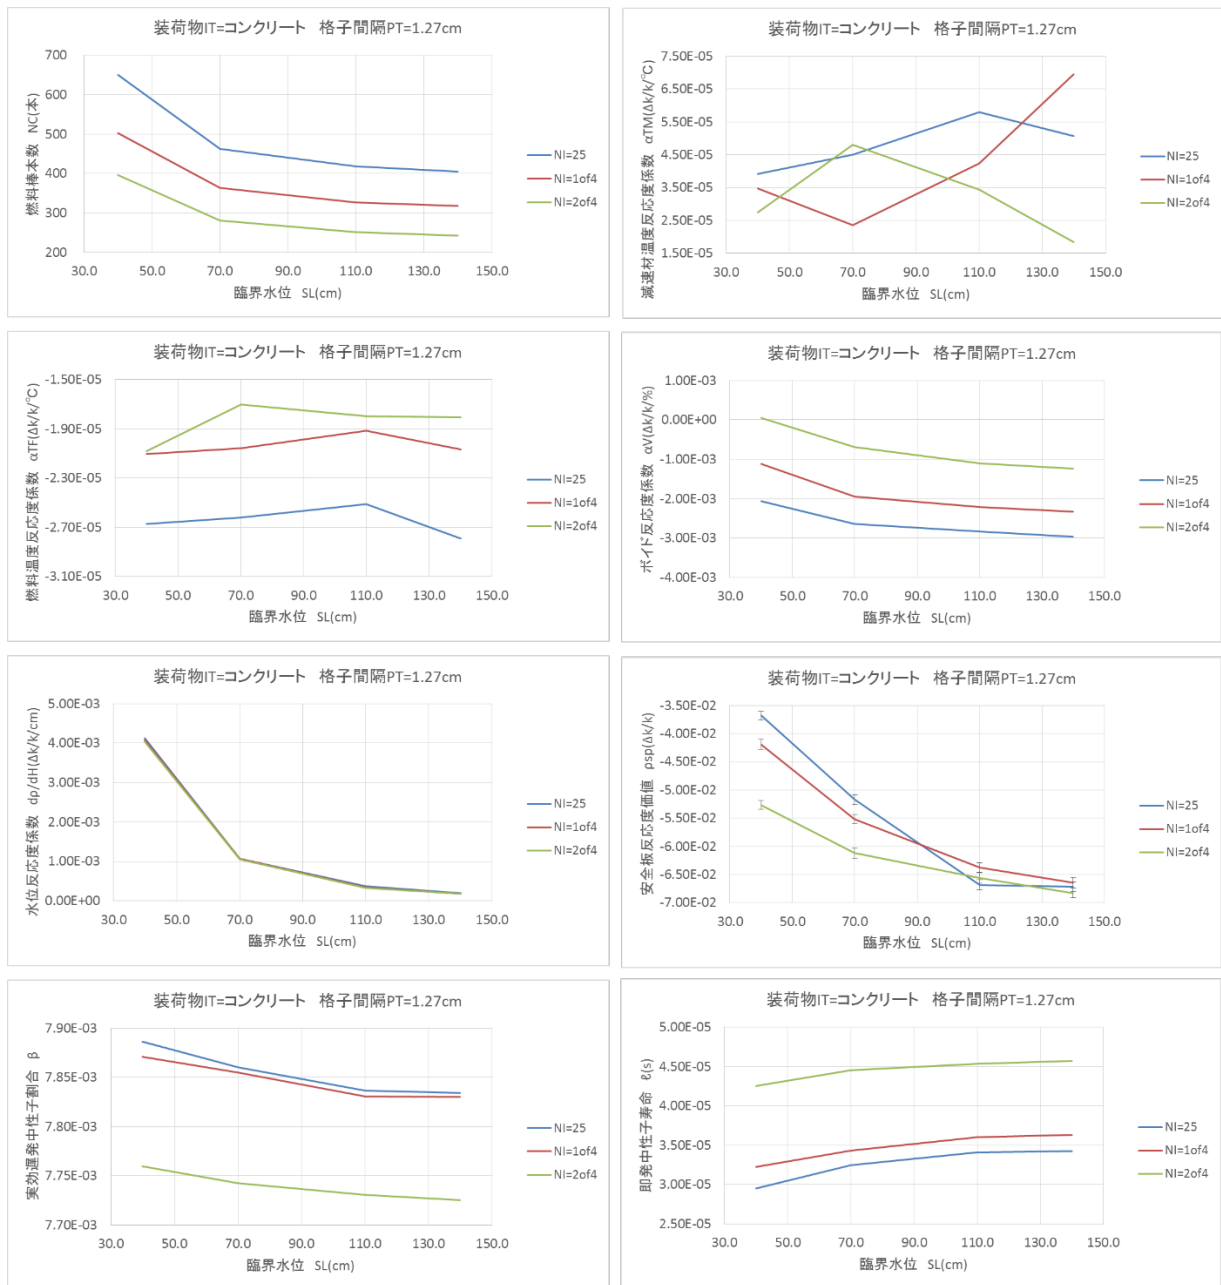 装荷物IT=コンクリート 格子間隔PT=1.27cm
燃料棒本数 NC(本)
700
600
500
400
300
200
30.0 50.0 70.0 90.0 110.0 130.0 150.0
臨界水位 SL(cm)
NI=25
NI=1of4
NI=2of4
装荷物IT=コンクリート 格子間隔PT=1.27cm
減速材温度反応度係数 αTM(Δk/k/℃)
7.50E-05
6.50E-05
5.50E-05
4.50E-05
3.50E-05
2.50E-05
1.50E-05
30.0 50.0 70.0 90.0 110.0 130.0 150.0
臨界水位 SL(cm)
NI=25
NI=1of4
NI=2of4
装荷物IT=コンクリート 格子間隔PT=1.27cm
燃料温度反応度係数 αTF(Δk/k/℃)
-1.50E-05
-1.90E-05
-2.30E-05
-2.70E-05
-3.10E-05
30.0 50.0 70.0 90.0 110.0 130.0 150.0
臨界水位 SL(cm)
NI=25
NI=1of4
NI=2of4
装荷物IT=コンクリート 格子間隔PT=1.27cm
ボイド反応度係数 αV(Δk/k/%)
1.00E-03
0.00E+00
-1.00E-03
-2.00E-03
-3.00E-03
-4.00E-03
30.0 50.0 70.0 90.0 110.0 130.0 150.0
臨界水位 SL(cm)
NI=25
NI=1of4
NI=2of4
装荷物IT=コンクリート 格子間隔PT=1.27cm
水位反応度係数 dρ/dH(Δk/k/cm)
5.00E-03
4.00E-03
3.00E-03
2.00E-03
1.00E-03
0.00E+00
30.0 50.0 70.0 90.0 110.0 130.0 150.0
臨界水位 SL(cm)
NI=25
NI=1of4
NI=2of4
装荷物IT=コンクリート 格子間隔PT=1.27cm
安全板反応度価値 ρsp(Δk/k)
-3.50E-02
-4.00E-02
-4.50E-02
-5.00E-02
-5.50E-02
-6.00E-02
-6.50E-02
-7.00E-02
30.0 50.0 70.0 90.0 110.0 130.0 150.0
臨界水位 SL(cm)
NI=25
NI=1of4
NI=2of4
装荷物IT=コンクリート 格子間隔PT=1.27cm
実効遅発中性子割合 β
7.90E-03
7.85E-03
7.80E-03
7.75E-03
7.70E-03
30.0 50.0 70.0 90.0 110.0 130.0 150.0
臨界水位 SL(cm)
NI=25
NI=1of4
NI=2of4
装荷物IT=コンクリート 格子間隔PT=1.27cm
即発中性子寿命 ℓ(s)
5.00E-05
4.50E-05
4.00E-05
3.50E-05
3.00E-05
2.50E-05
30.0 50.0 70.0 90.0 110.0 130.0 150.0
臨界水位 SL(cm)
NI=25
NI=1of4
NI=2of4